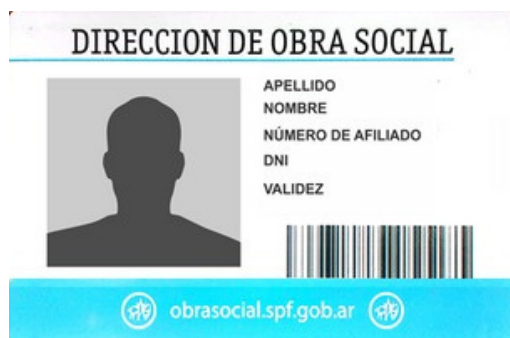 DIRECCION DE OBRA SOCIAL
APELLIDO
NOMBRE
NÚMERO DE AFILIADO
DNI
VALIDEZ
obrasocial.spf.gob.ar